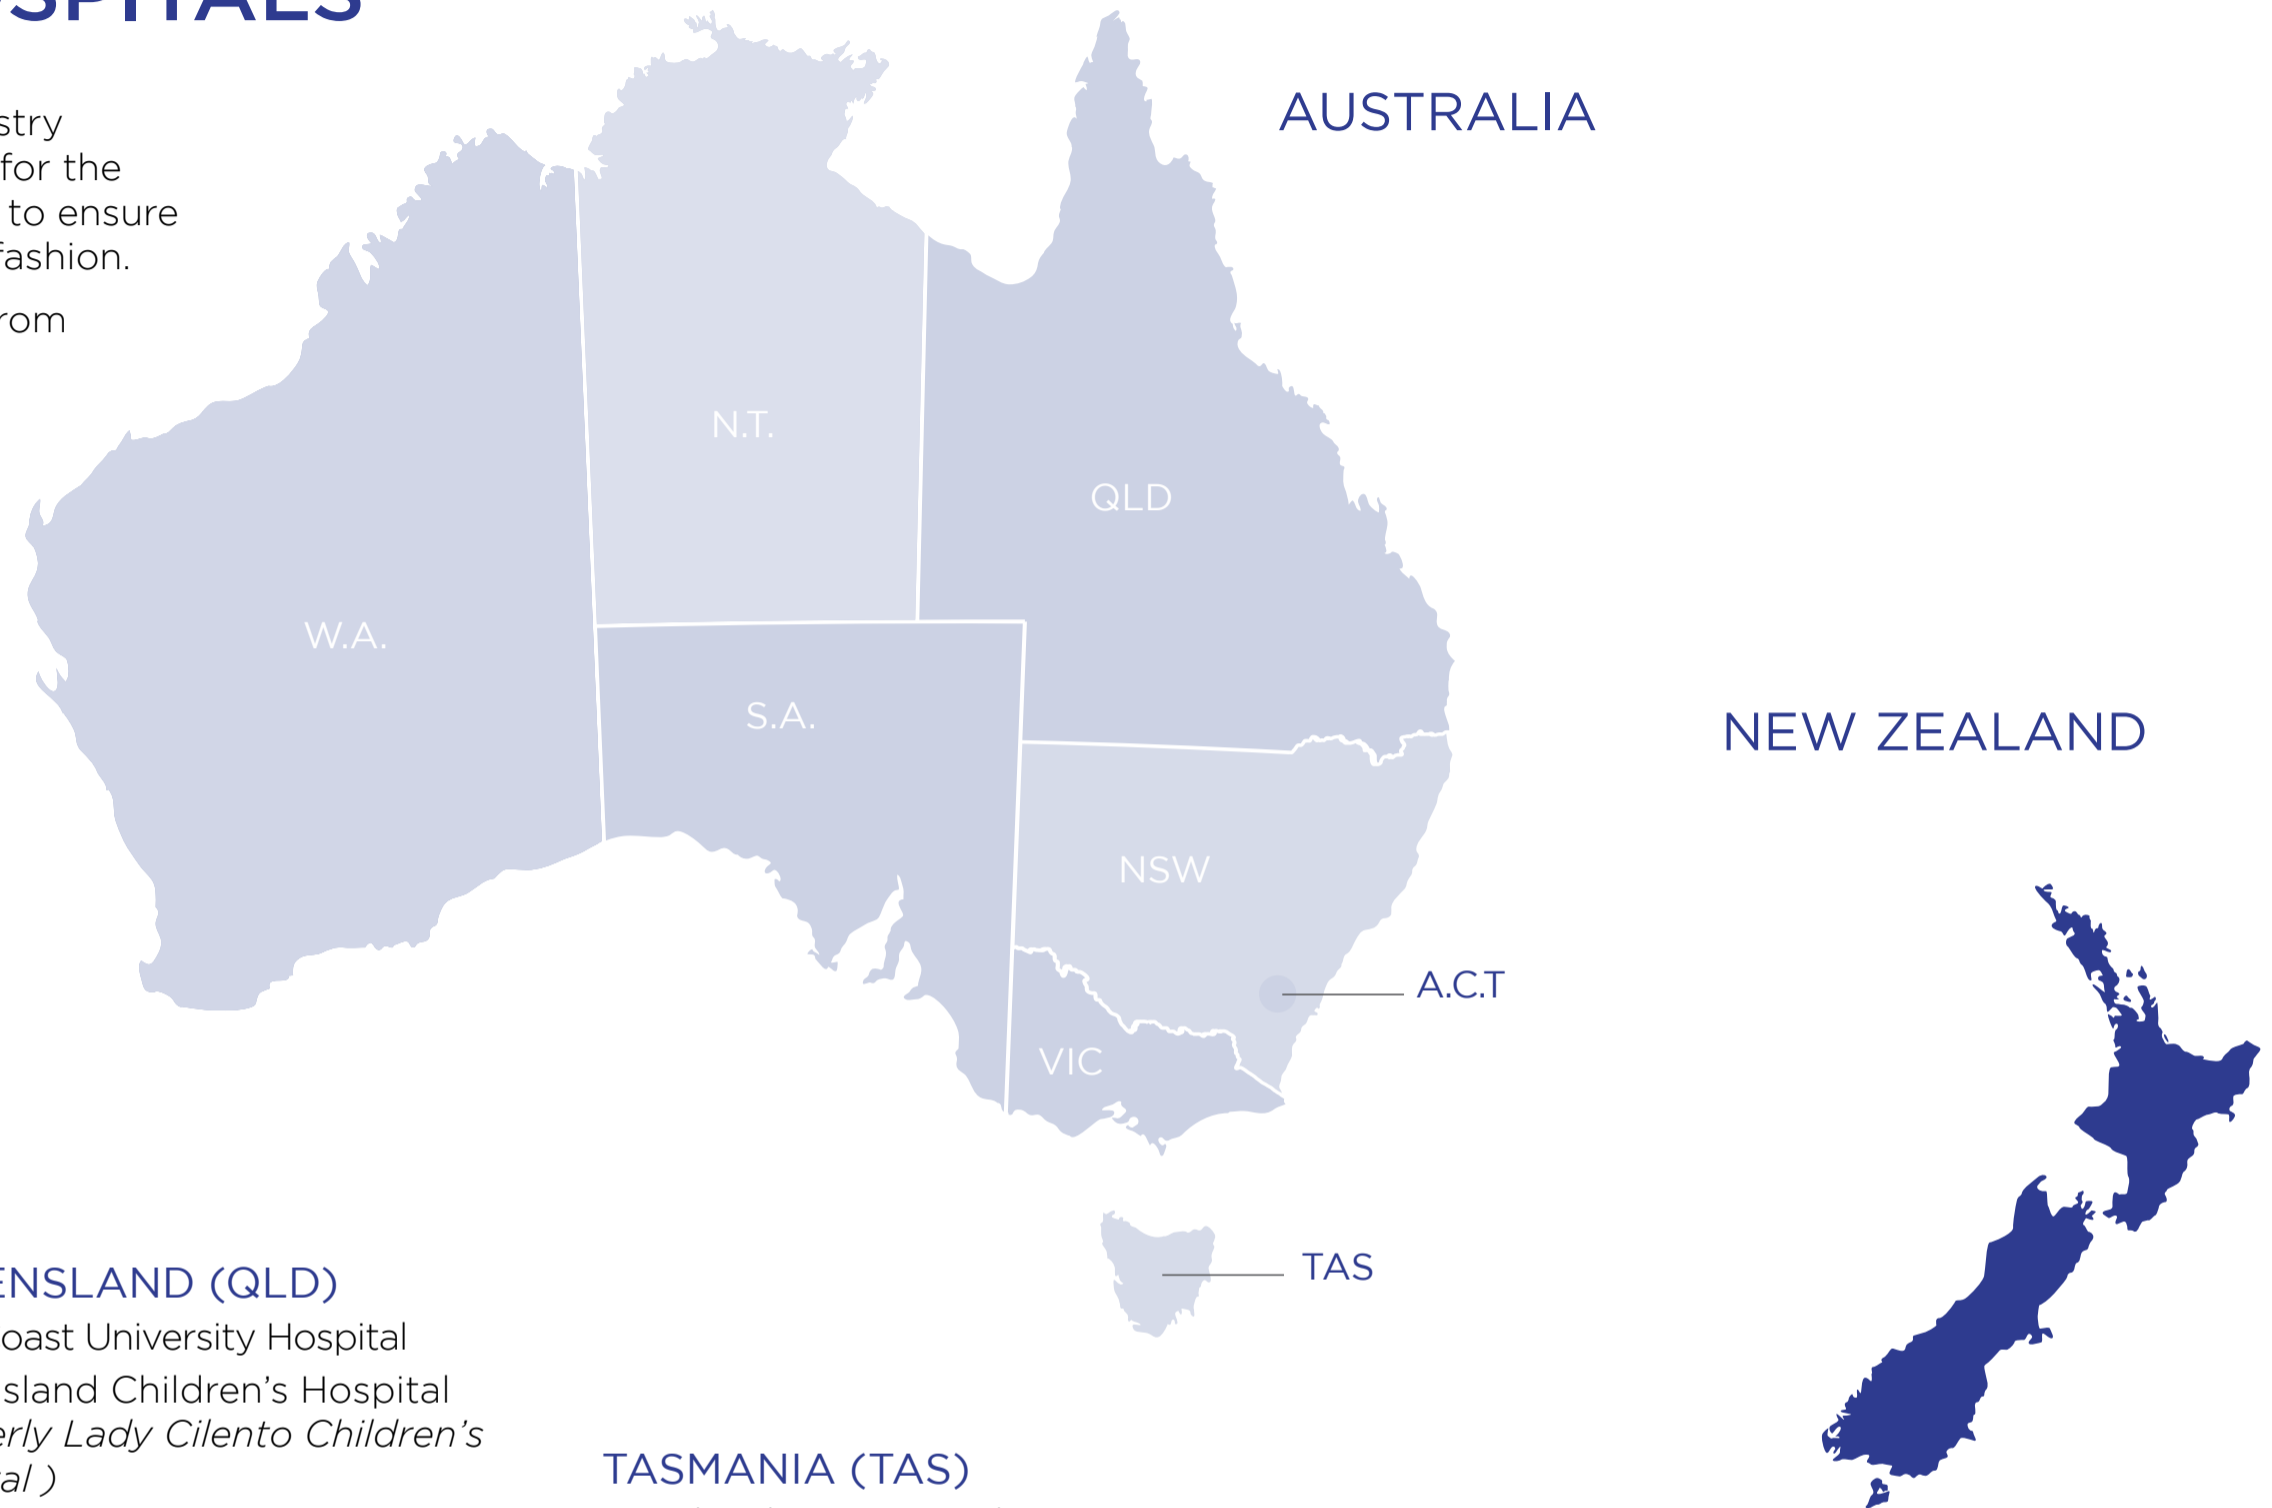 SPITALS
stry
for the
to ensure
fashion.
rom
AUSTRALIA
N.T.
QLD
W.A.
S.A.
NEW ZEALAND
NSW
A.C.T
VIC
TAS
ENSLAND (QLD)
oast University Hospital
sland Children's Hospital
erly Lady Cilento Children's
al )
TASMANIA (TAS)